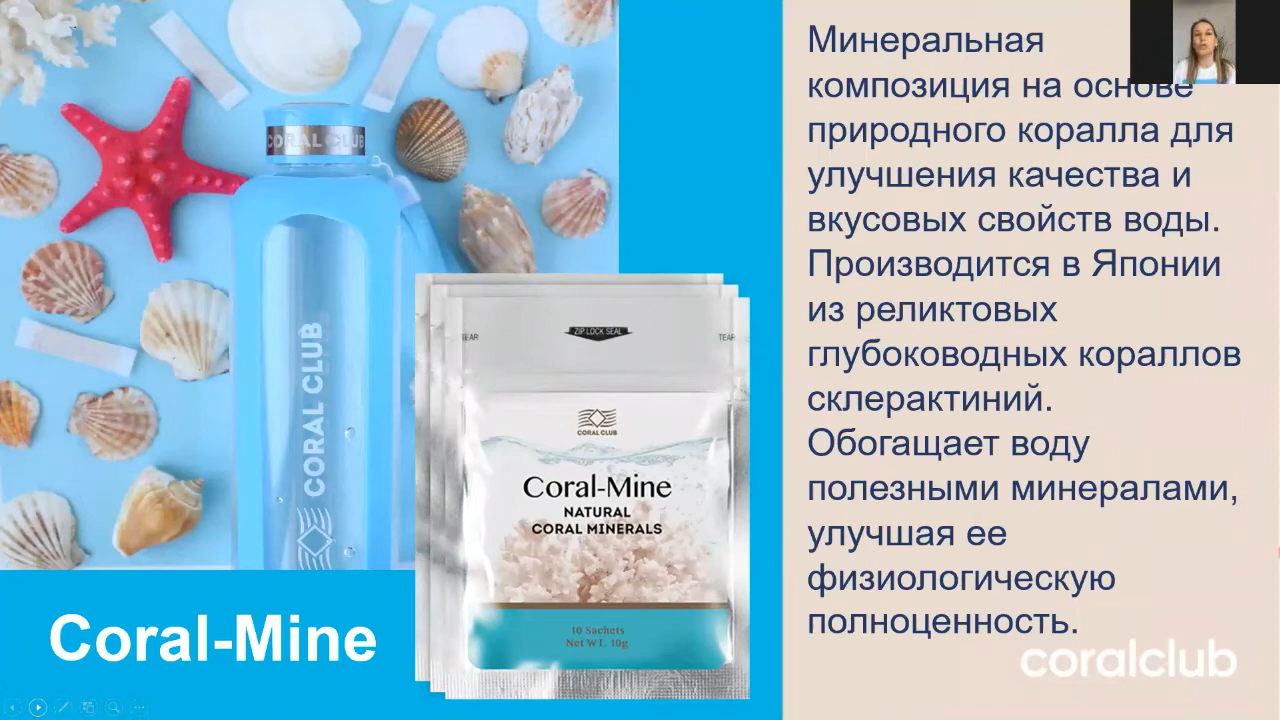 Минеральная
композиция на основе
природного коралла для
улучшения качества и
вкусовых свойств воды.
Производится в Японии
из реликтовых
глубоководных кораллов
склерактиний.
Обогащает воду
полезными минералами,
улучшая ее
физиологическую
полноценность.
coralclub
CORAL CLUB
CORAL CLUB
TEAR
ZIP LOCK SEAL
TEAR
CORAL CLUB
Coral-Mine
NATURAL
CORAL MINERALS
10 Sachets
Net WT. 10g
Coral-Mine